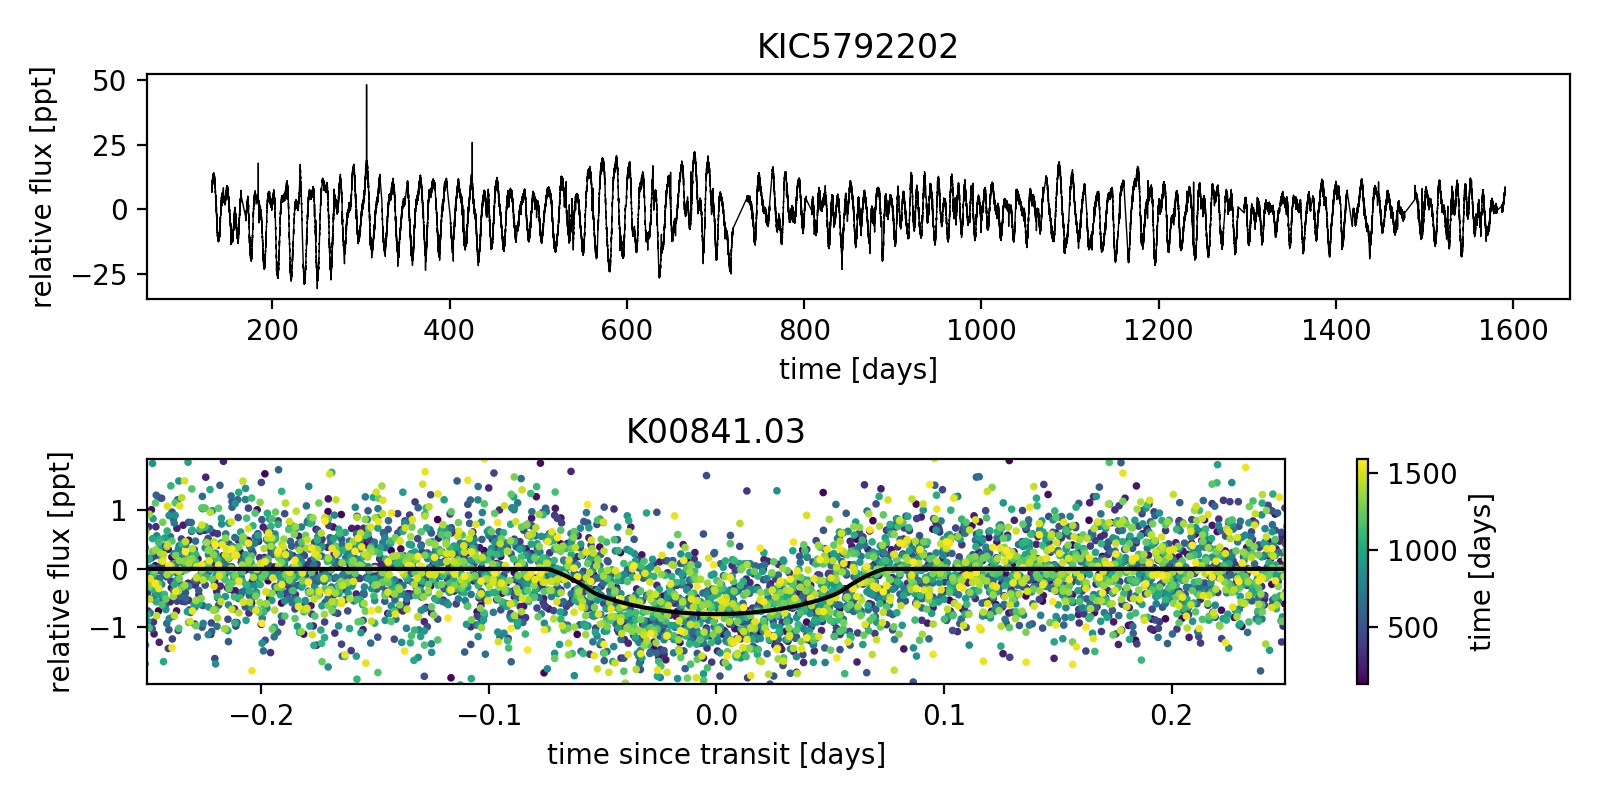 KIC5792202
relative flux [ppt]
50
25
0
−25
200 400 600 800 1000 1200 1400 1600
time [days]
K00841.03
relative flux [ppt]
1
0
−1
−0.2 −0.1 0.0 0.1 0.2
time since transit [days]
1500
1000
500
time [days]